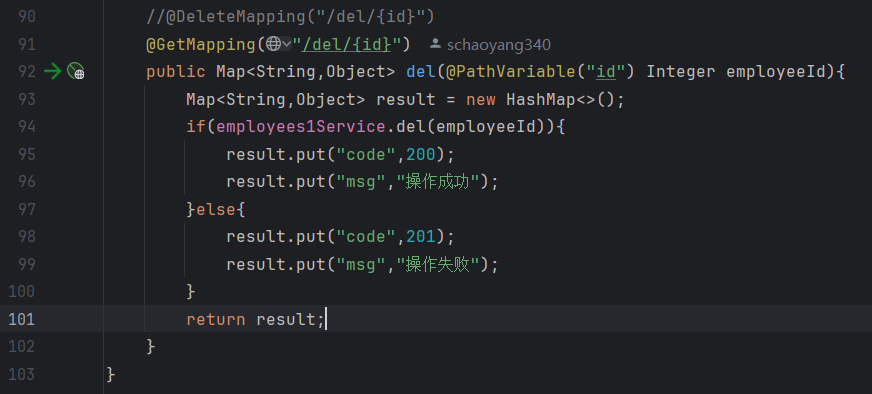 90 //@DeleteMapping("/del/{id}")
91 @GetMapping("/del/{id}") schaoyang340
92 public Map<String,Object> del(@PathVariable("id") Integer employeeId){
93 Map<String,Object> result = new HashMap<>();
94 if(employees1Service.del(employeeId)){
95 result.put("code",200);
96 result.put("msg","操作成功");
97 }else{
98 result.put("code",201);
99 result.put("msg","操作失败");
100 }
101 return result;
102 }
103 }